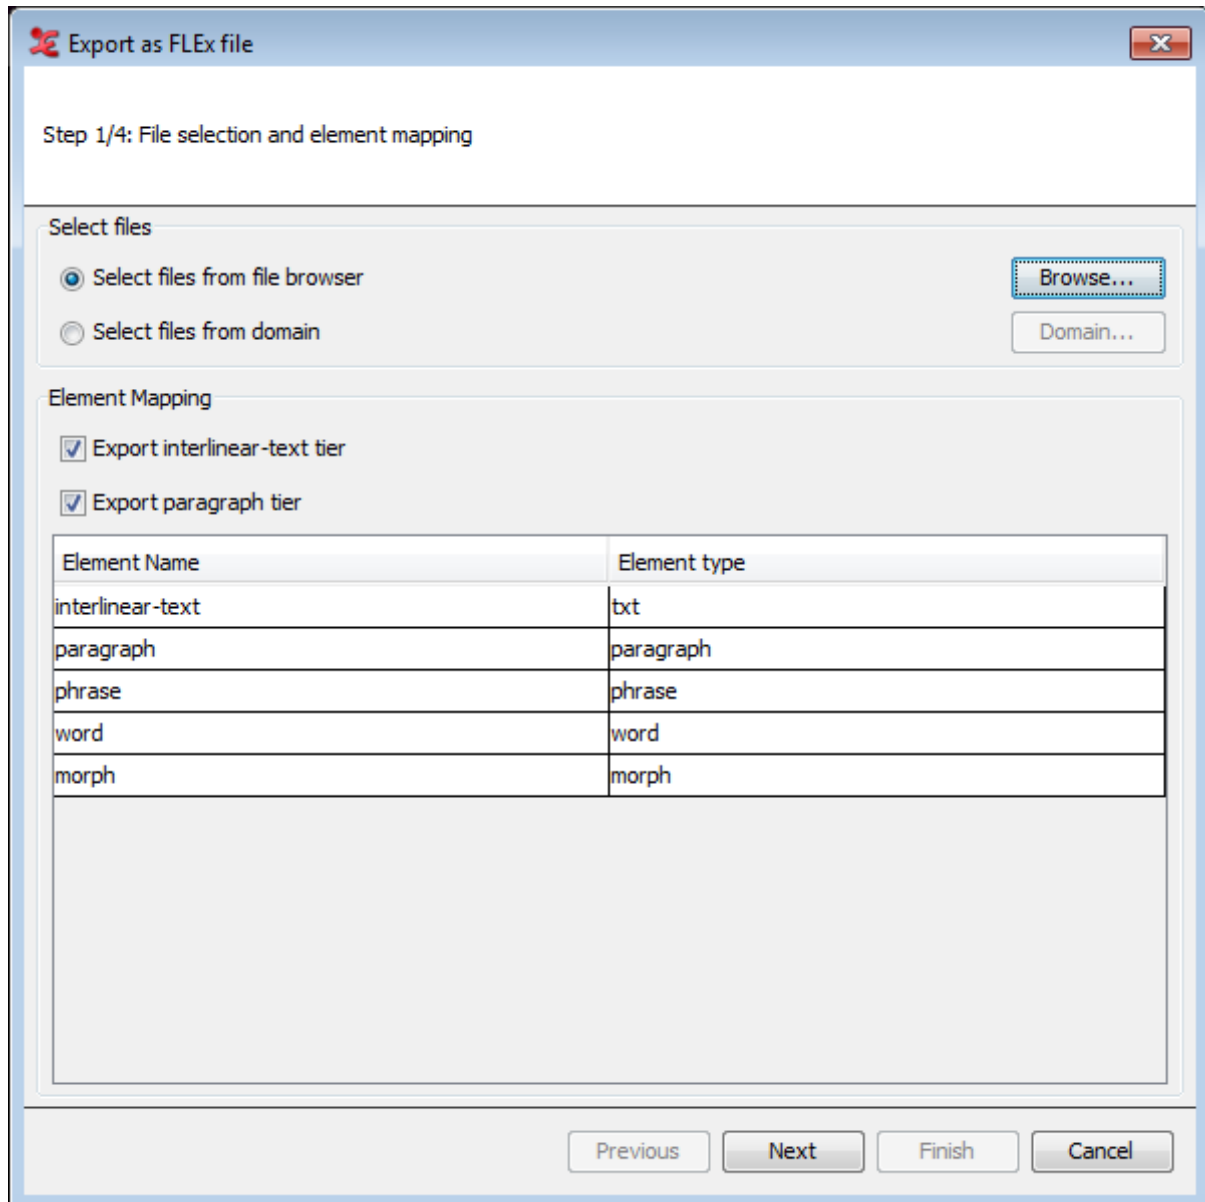 Export as FLEx file
Step 1/4: File selection and element mapping
Select files
Select files from file browser Browse...
Select files from domain Domain...
Element Mapping
Export interlinear-text tier
Export paragraph tier
Element Name Element type
interlinear-text txt
paragraph paragraph
phrase phrase
word word
morph morph
Previous Next Finish Cancel